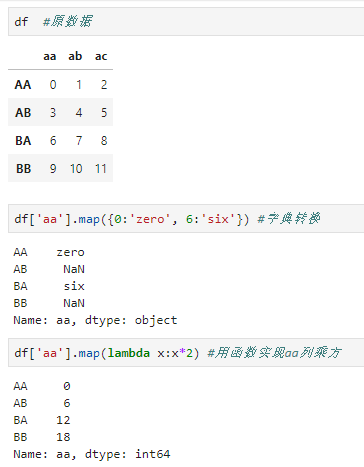 df #原数据
aa ab ac
AA 0 1 2
AB 3 4 5
BA 6 7 8
BB 9 10 11
df['aa'].map({0:'zero', 6:'six'}) #字典转换
AA zero
AB NaN
BA six
BB NaN
Name: aa, dtype: object
df['aa'].map(lambda x:x*2) #用函数实现aa列乘方
AA 0
AB 6
BA 12
BB 18
Name: aa, dtype: int64